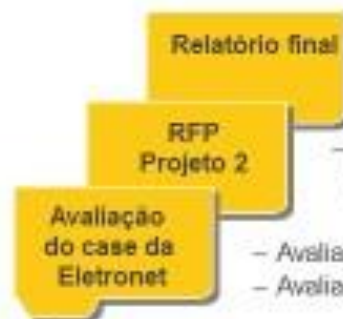 Relatório final
RFP
Projeto 2
–
Avaliação
do case da
Eletronet
– Avalia
– Avalia